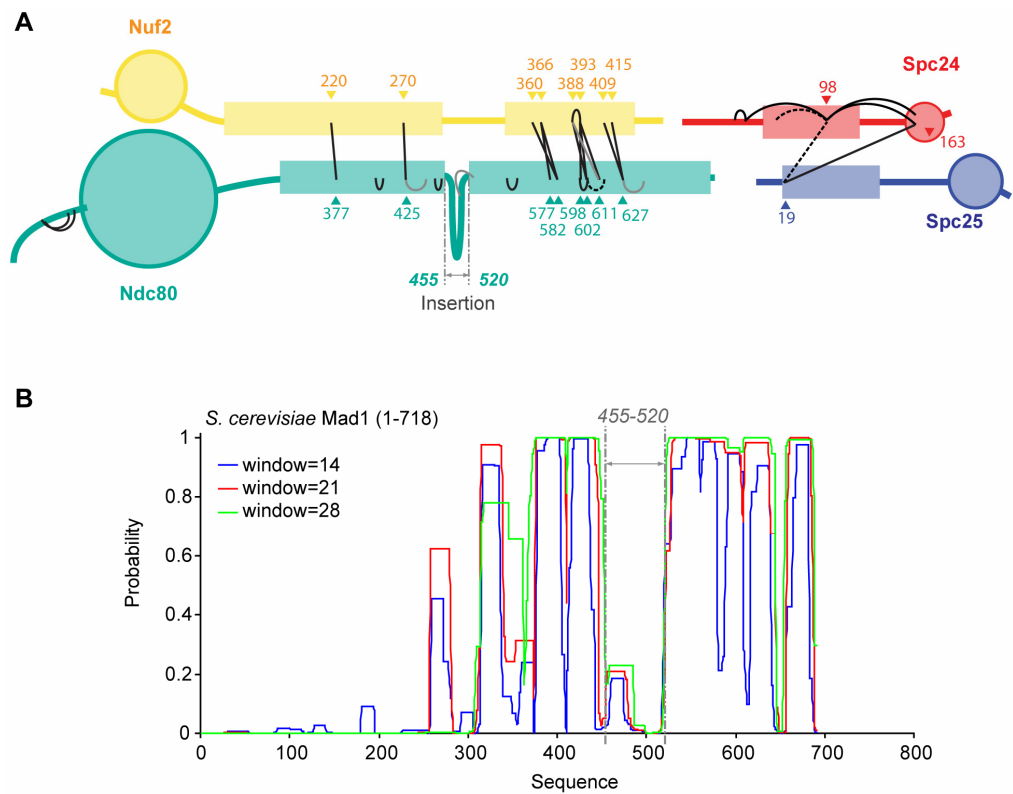 A
Nuf2
366 393 415
220 270 360 388 409
98
Spc24
163
377 425 577 598 611 627
582 602
19
Spc25
Ndc80
455 520
Insertion
B
S. cerevisiae Mad1 (1-718)
455-520
window=14
window=21
window=28
1
0.8
0.6
0.4
0.2
0
Probability
0 100 200 300 400 500 600 700 800
Sequence